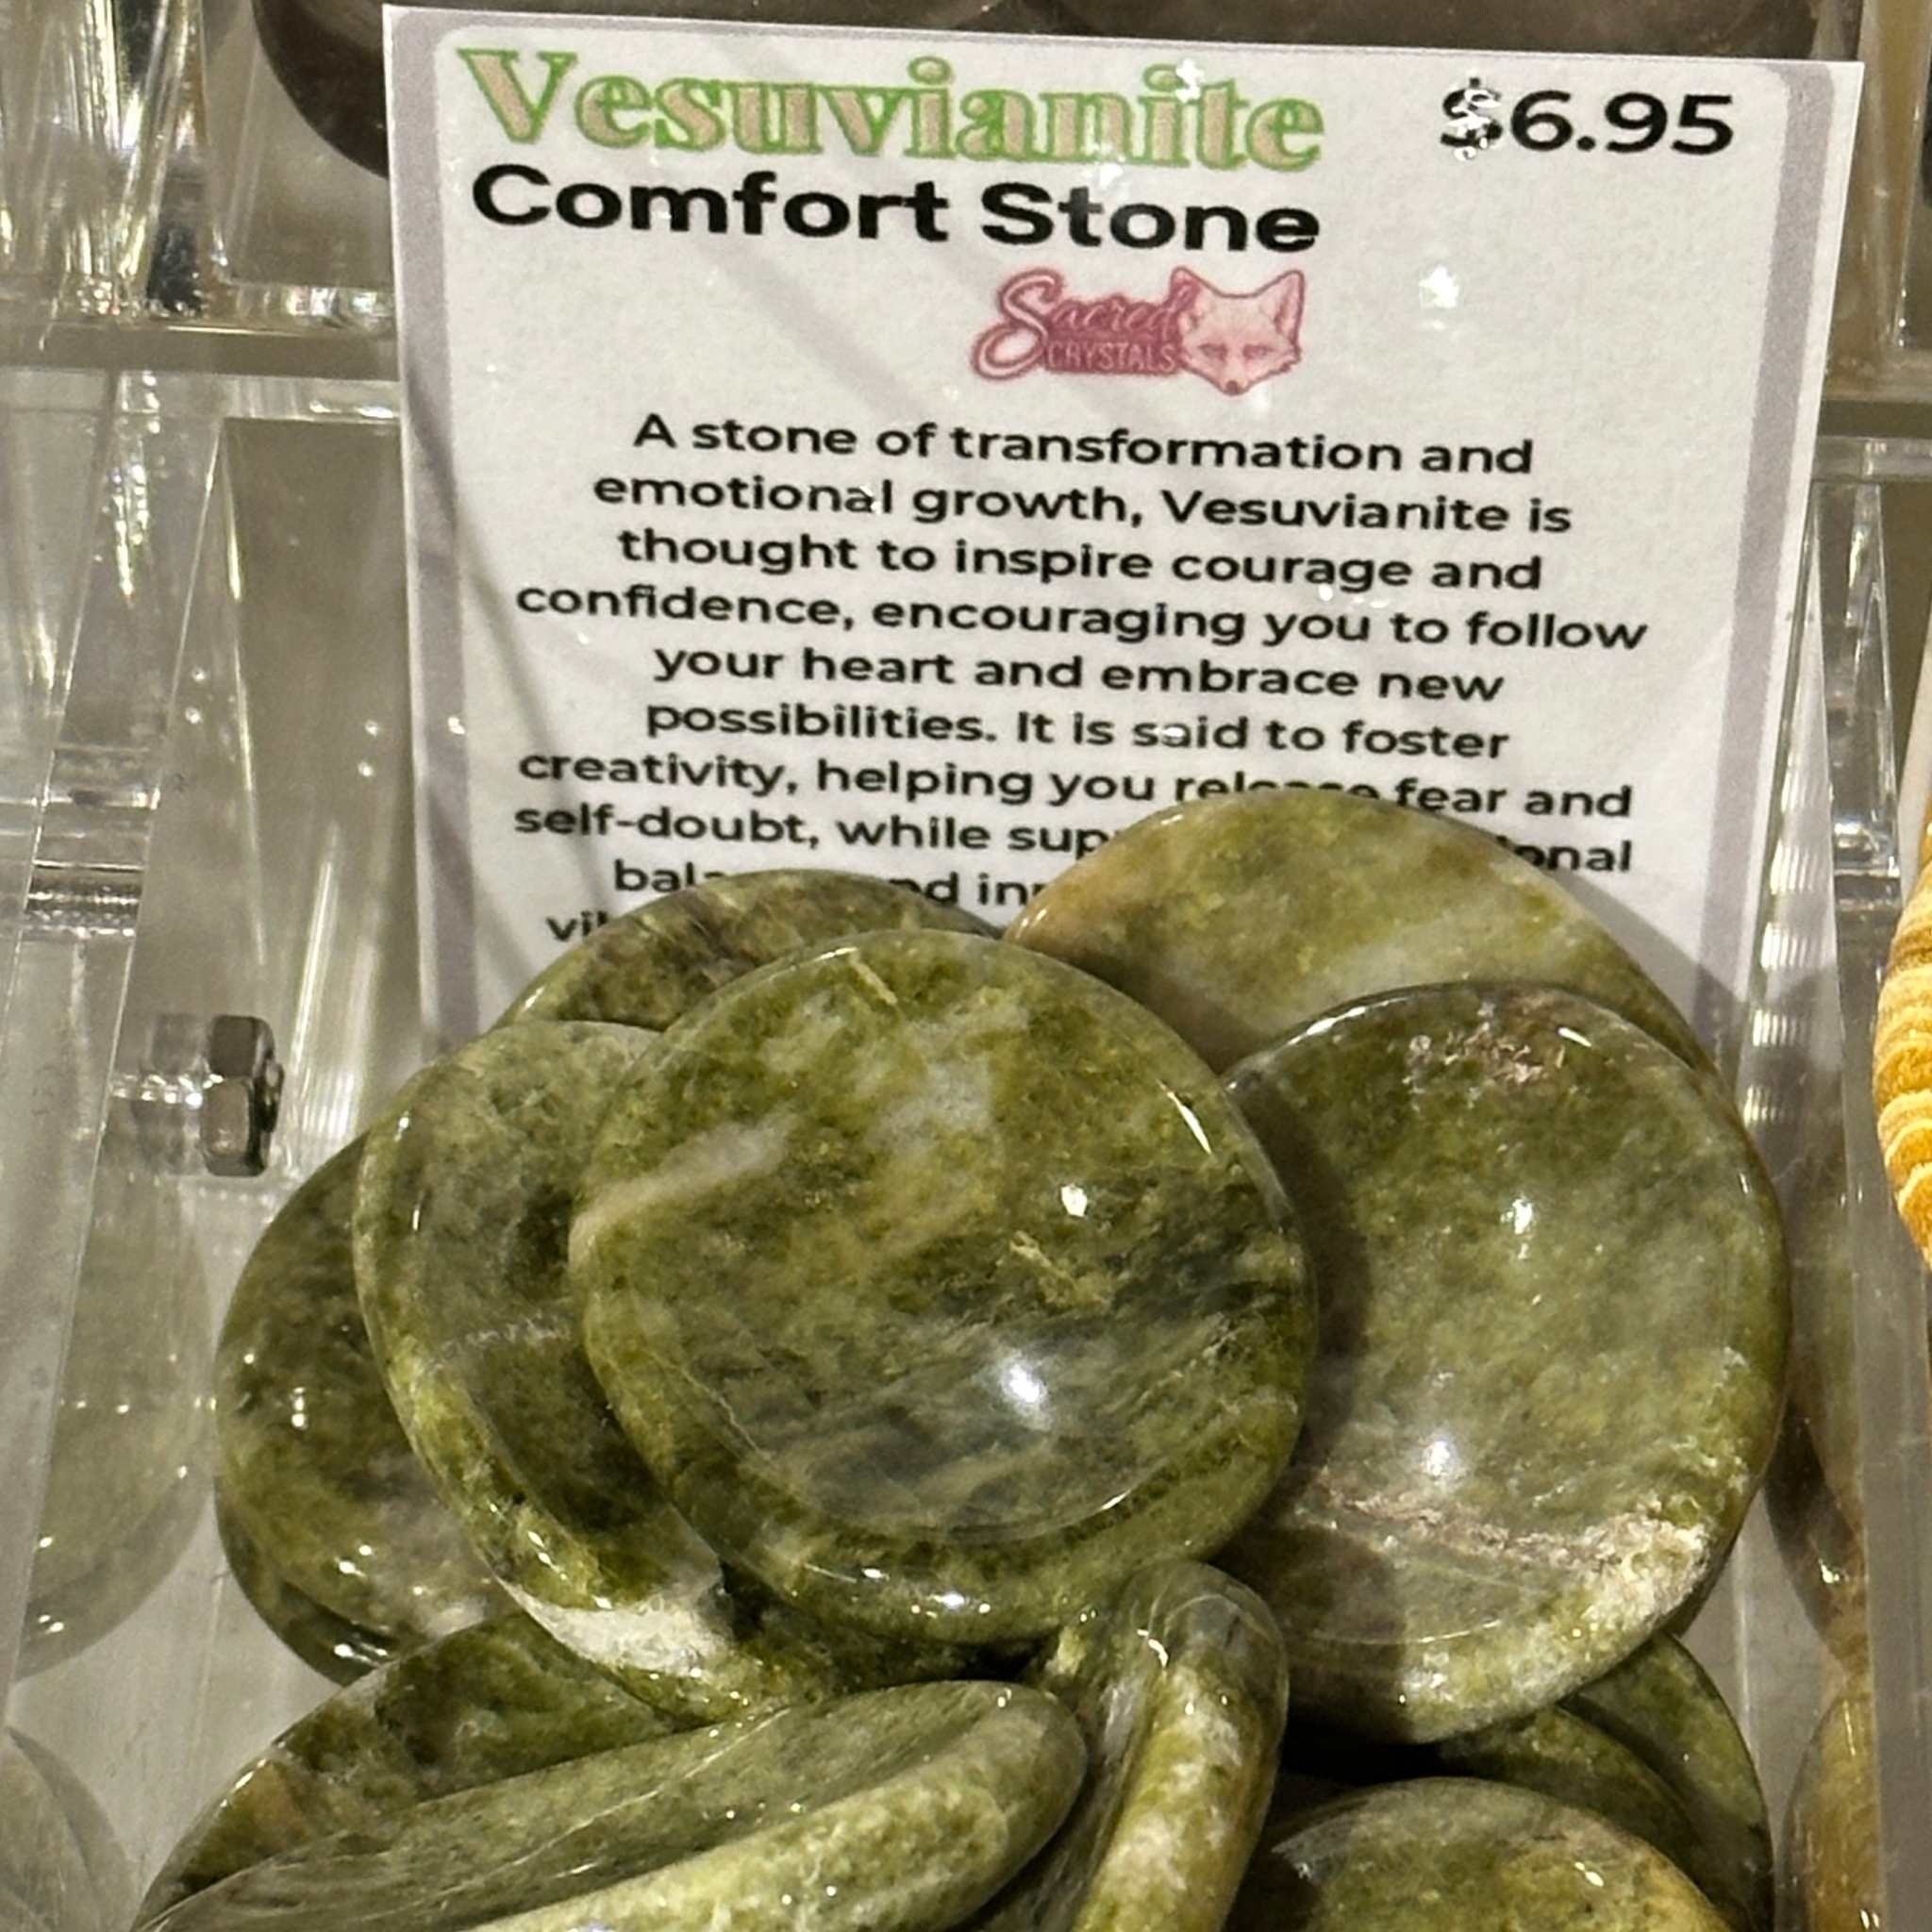 Vesuvianite $6.95
Comfort Stone
Sacred
CRYSTALS
A stone of transformation and
emotional growth, Vesuvianite is
thought to inspire courage and
confidence, encouraging you to follow
your heart and embrace new
possibilities. It is said to foster
creativity, helping you release fear and
self-doubt, while